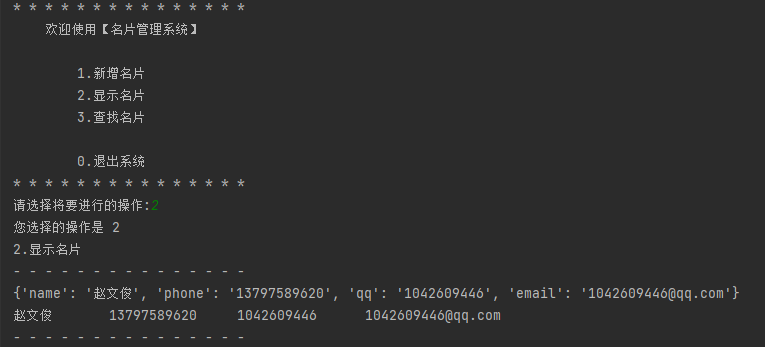 * * * * * * * * * * * * * * *
欢迎使用【名片管理系统】
1.新增名片
2.显示名片
3.查找名片
0.退出系统
* * * * * * * * * * * * * * *
请选择将要进行的操作:2
您选择的操作是 2
2.显示名片
- - - - - - - - - - - - - - -
{'name': '赵文俊', 'phone': '13797589620', 'qq': '1042609446', 'email': '1042609446@qq.com'}
赵文俊 13797589620 1042609446 1042609446@qq.com
- - - - - - - - - - - - - - -